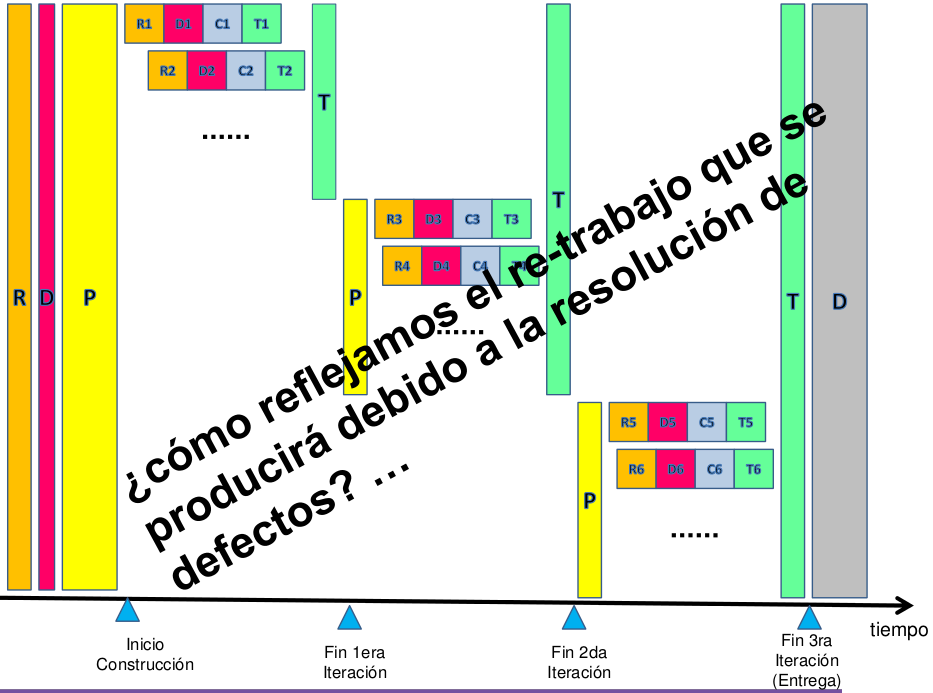 R1 D1 C1 T1
R2 D2 C2 T2
......
T
R D P
R3 D3 C3 T3
R4 D4 C4 T4
......
P
T
R5 D5 C5 T5
R6 D6 C6 T6
......
P
T D
¿cómo reflejamos el re-trabajo que se
producirá debido a la resolución de
defectos? ...
tiempo
Inicio
Construcción
Fin 1era
Iteración
Fin 2da
Iteración
Fin 3ra
Iteración
(Entrega)